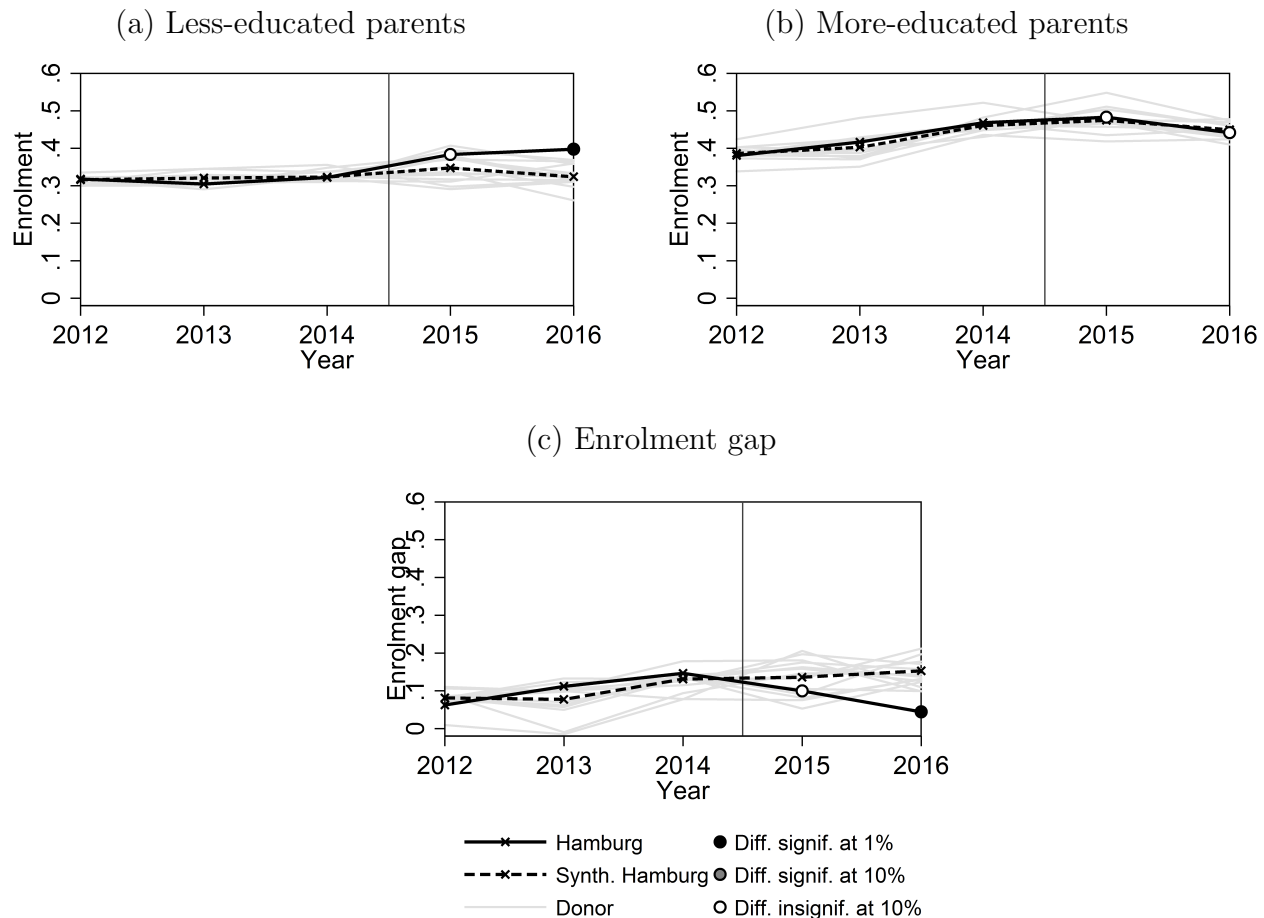 (a) Less-educated parents
Enrolment
.6
.5
.4
.3
.2
.1
0
2012 2013 2014 2015 2016
Year
(b) More-educated parents
Enrolment
.6
.5
.4
.3
.2
.1
0
2012 2013 2014 2015 2016
Year
(c) Enrolment gap
Enrolment gap
.6
.5
.4
.3
.2
.1
0
2012 2013 2014 2015 2016
Year
Hamburg
Diff. signif. at 1%
Synth. Hamburg
Diff. signif. at 10%
Donor
Diff. insignif. at 10%